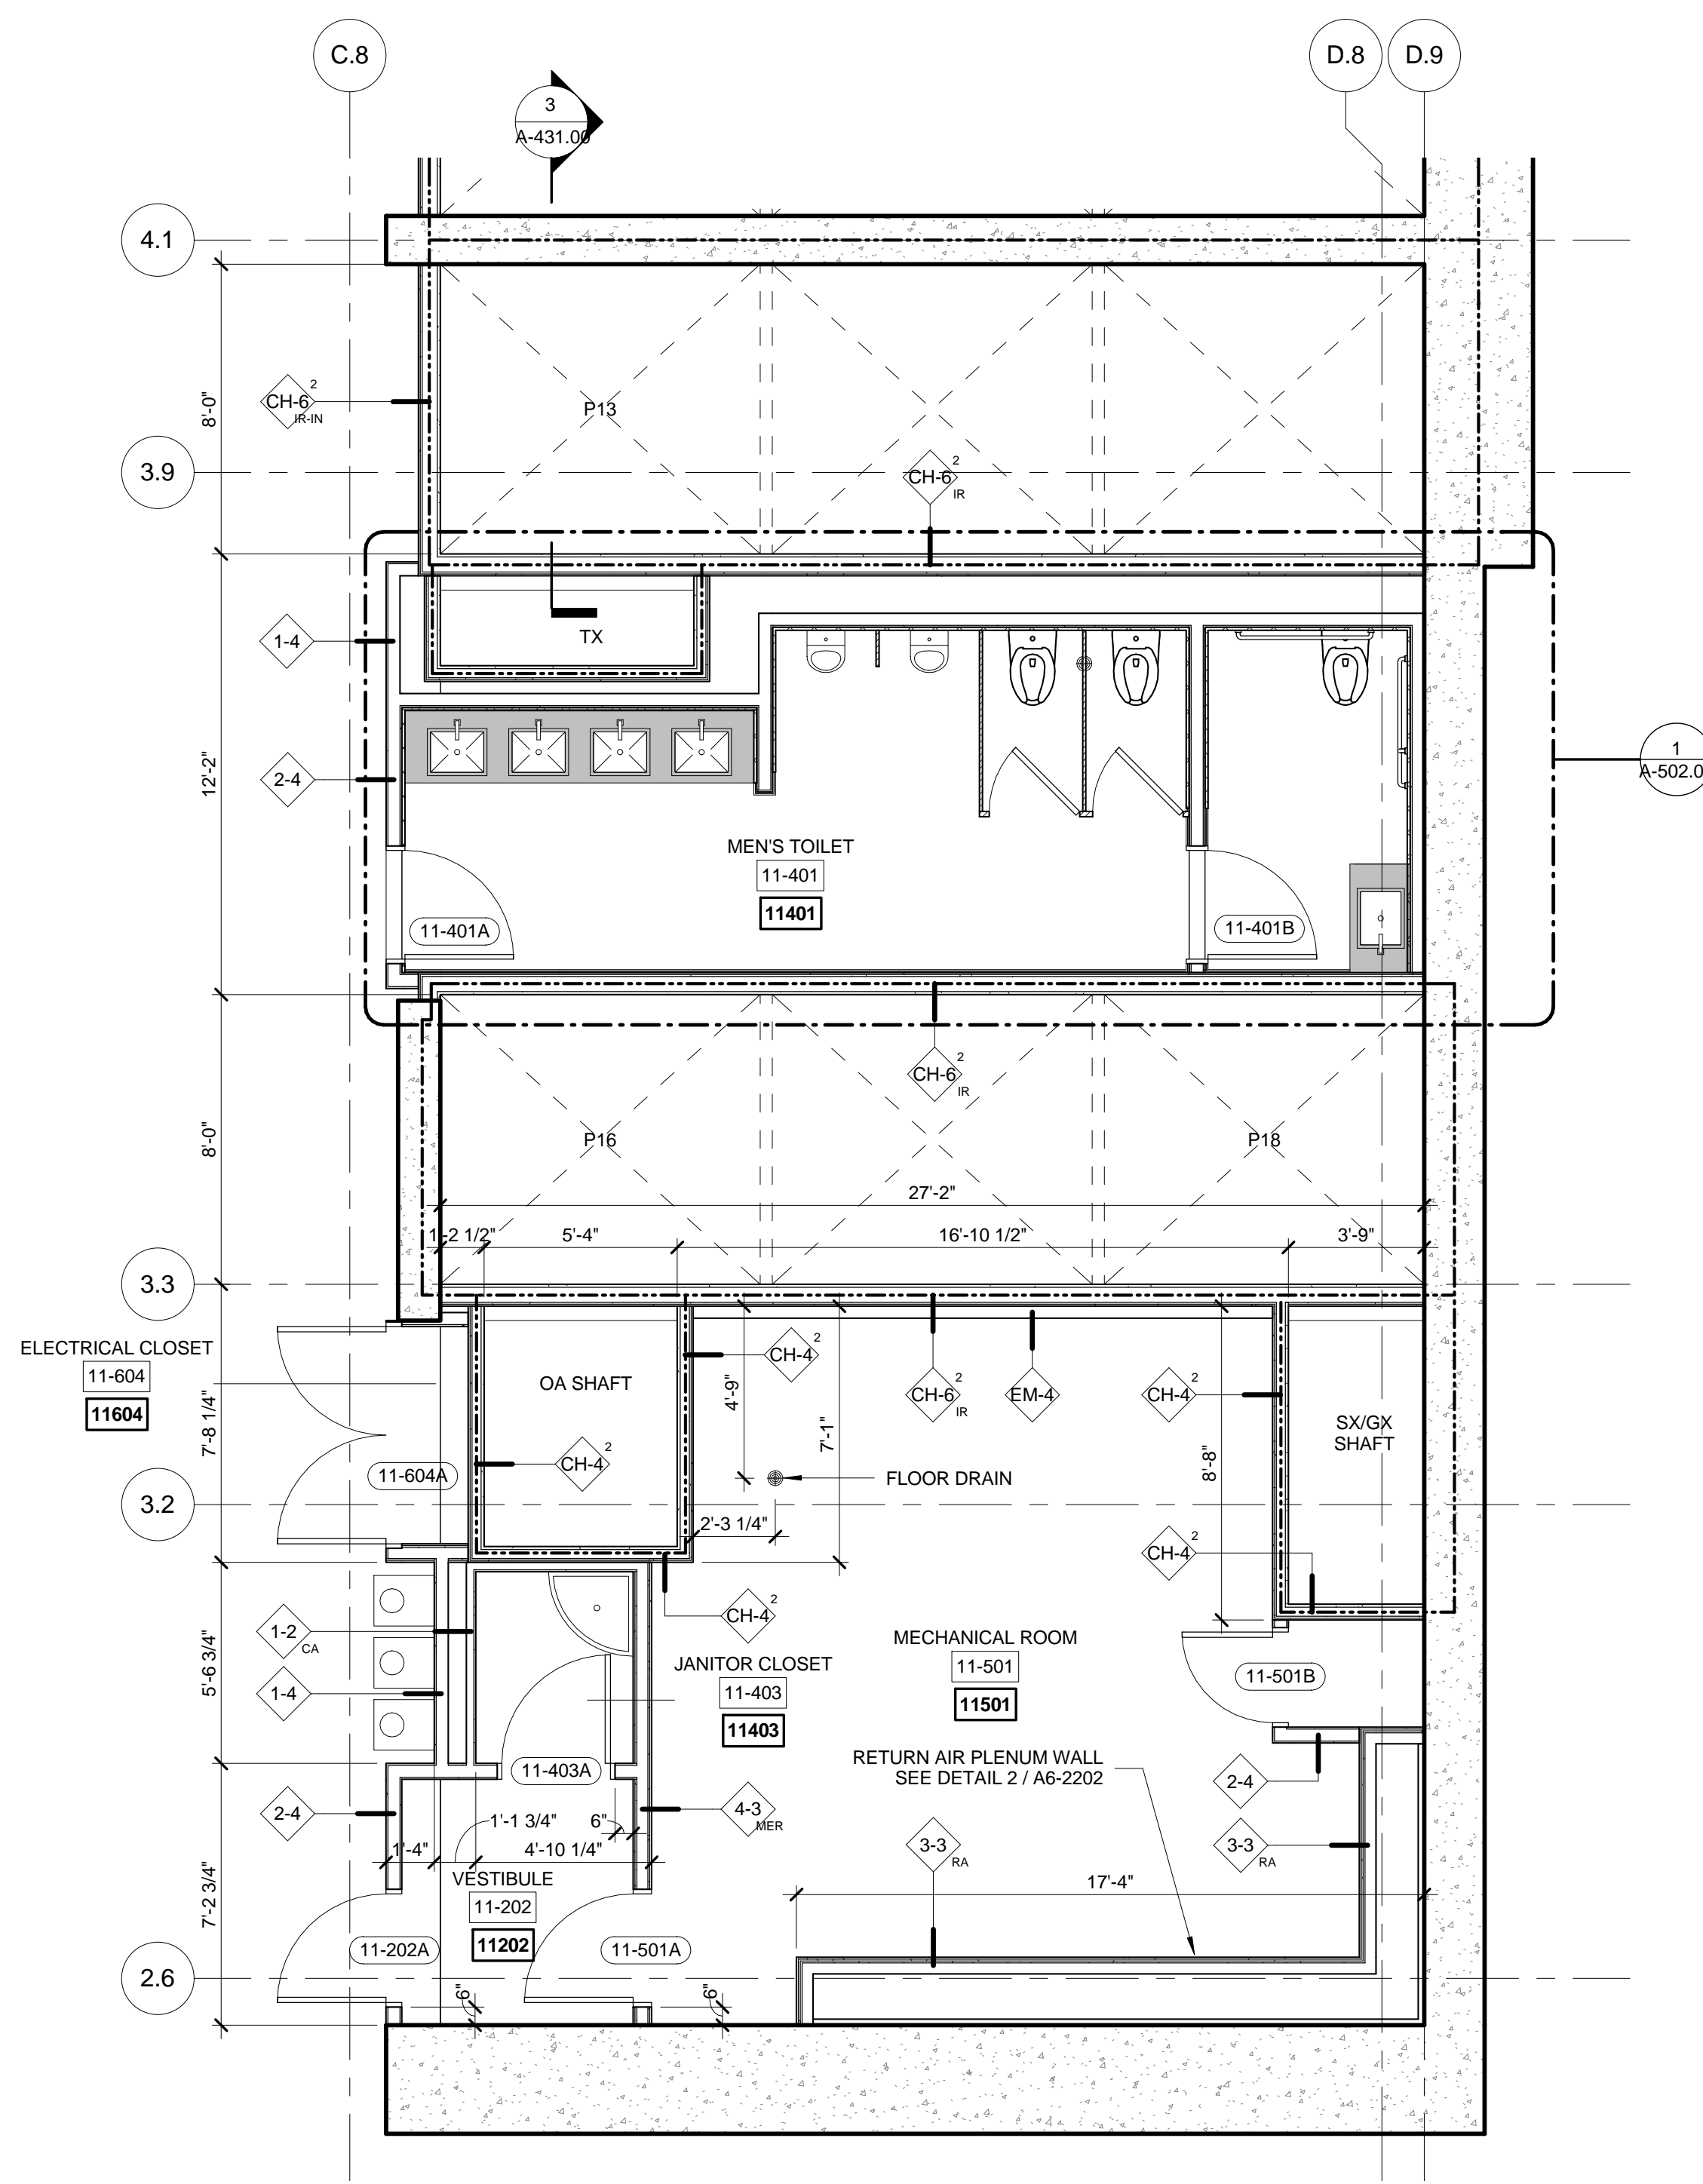 C.8
D.8
D.9
3
A-431.00
4.1
8'-0"
CH-6
2
IR-IN
P13
3.9
CH-6
2
IR
1-4
TX
12'-2"
2-4
1
A-502.0
MEN'S TOILET
11-401
11401
11-401A
11-401B
CH-6
2
IR
8'-0"
P16
P18
27'-2"
1'-2 1/2"
5'-4"
16'-10 1/2"
3'-9"
3.3
ELECTRICAL CLOSET
11-604
11604
7'-8 1/4"
OA SHAFT
CH-4
2
4'-9"
CH-6
2
IR
EM-4
CH-4
2
7'-1"
SX/GX
SHAFT
8'-8"
11-604A
CH-4
2
FLOOR DRAIN
3.2
2'-3 1/4"
CH-4
2
CH-4
2
1-2
CA
5'-6 3/4"
1-4
JANITOR CLOSET
11-403
11403
MECHANICAL ROOM
11-501
11501
11-501B
11-403A
RETURN AIR PLENUM WALL
SEE DETAIL 2 / A6-2202
2-4
2-4
1'-1 3/4"
6"
4-3
MER
3-3
RA
3-3
RA
1'-4"
4'-10 1/4"
VESTIBULE
11-202
11202
17'-4"
7'-2 3/4"
11-202A
11-501A
2.6
6"
6"